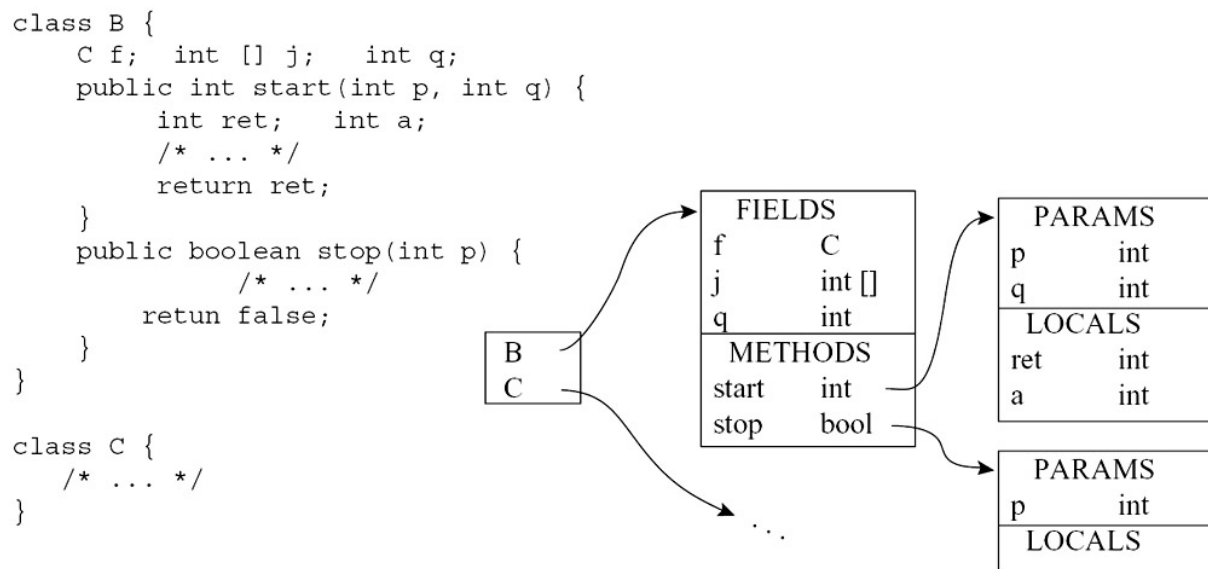 class B {
C f;  int [] j;   int q;
public int start(int p, int q) {
int ret;   int a;
/* ... */
return ret;
}
public boolean stop(int p) {
/* ... */
retun false;
}
}
class C {
/* ... */
}
B
C
FIELDS
f C
j int []
q int
METHODS
start int
stop bool
. . .
PARAMS
p int
q int
LOCALS
ret int
a int
PARAMS
p int
LOCALS